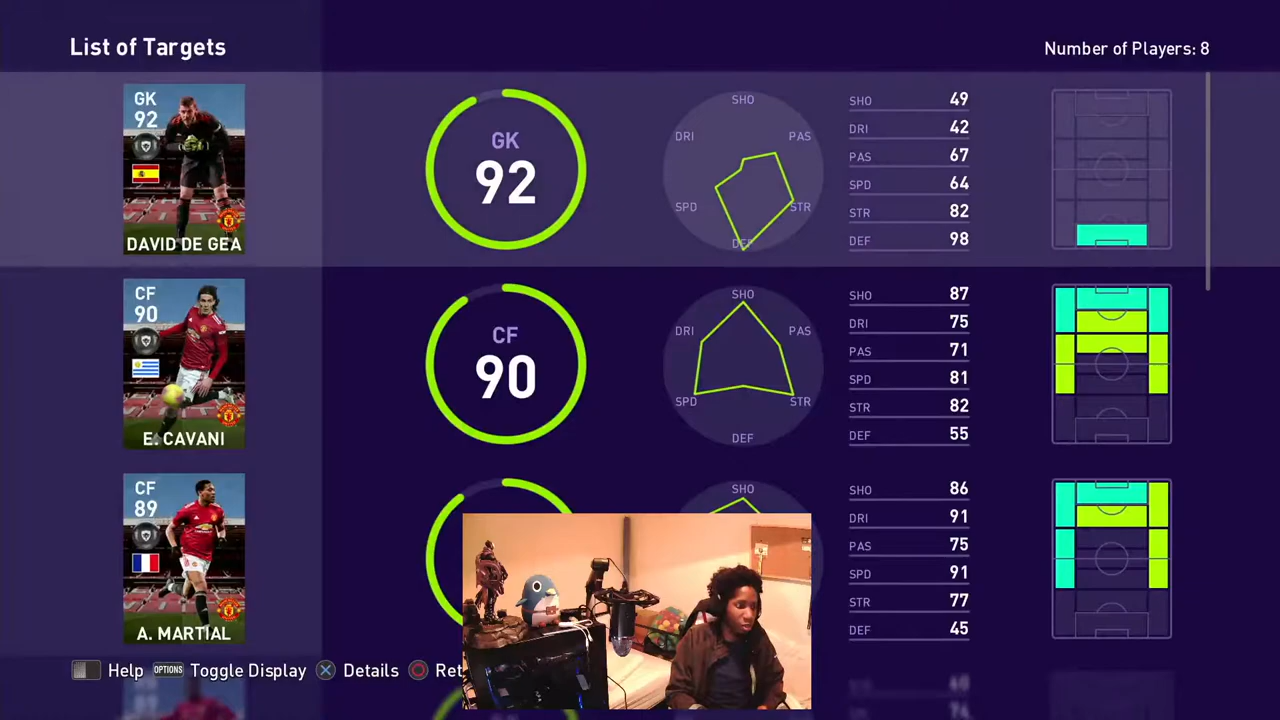 List of Targets
Number of Players: 8
GK
92
DAVID DE GEA
GK
92
SHO
PAS
STR
DEF
SPD
DRI
SHO 49
DRI 42
PAS 67
SPD 64
STR 82
DEF 98
CF
90
E. CAVANI
CF
90
SHO
PAS
STR
DEF
SPD
DRI
SHO 87
DRI 75
PAS 71
SPD 81
STR 82
DEF 55
CF
89
A. MARTIAL
SHO
SHO 86
DRI 91
PAS 75
SPD 91
STR 77
DEF 45
Help
OPTIONS Toggle Display
Details
Ret